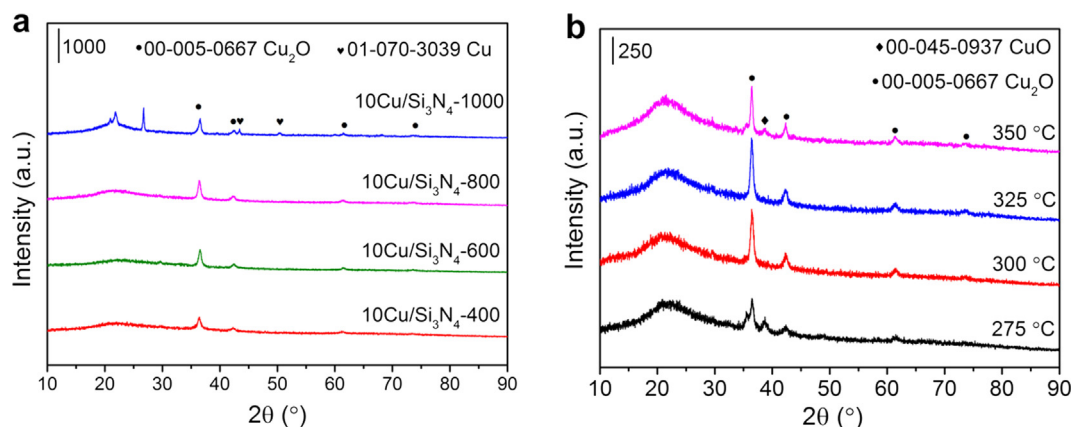 a
1000
● 00-005-0667 Cu₂O ♥ 01-070-3039 Cu
10Cu/Si₃N₄-1000
10Cu/Si₃N₄-800
10Cu/Si₃N₄-600
10Cu/Si₃N₄-400
Intensity (a.u.)
10 20 30 40 50 60 70 80 90
2θ (°)
b
250
♦ 00-045-0937 CuO
● 00-005-0667 Cu₂O
350 °C
325 °C
300 °C
275 °C
Intensity (a.u.)
10 20 30 40 50 60 70 80 90
2θ (°)